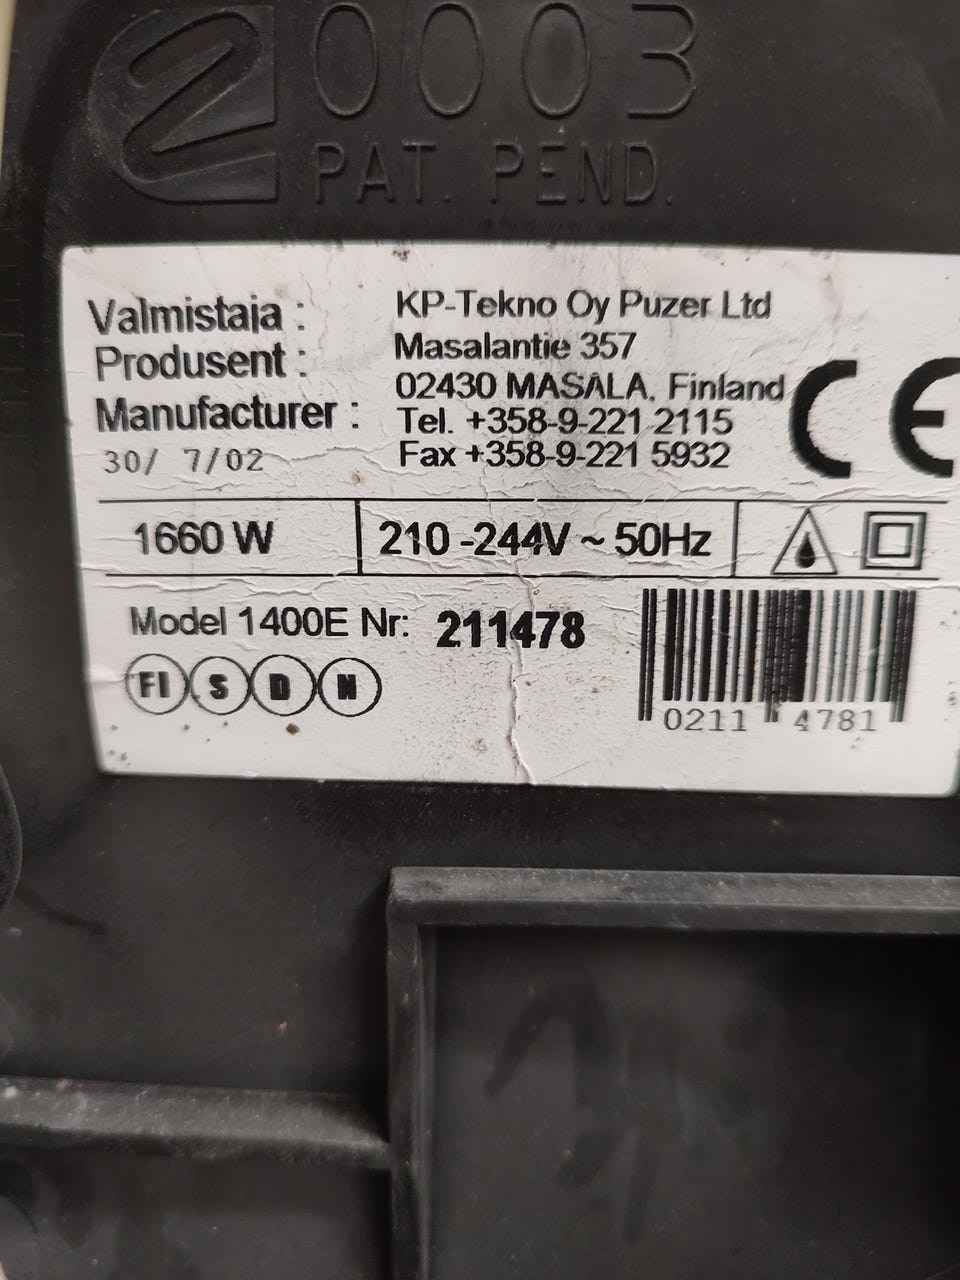 0003
PAT. PEND.
Valmistaja : KP-Tekno Oy Puzer Ltd
Produsent : Masalantie 357
02430 MASALA, Finland
Manufacturer : Tel. +358-9-221 2115
30/ 7/02 Fax +358-9-221 5932
CE
1660 W 210 -244V ~ 50Hz
Model 1400E Nr: 211478
FI S D N
0211 4781